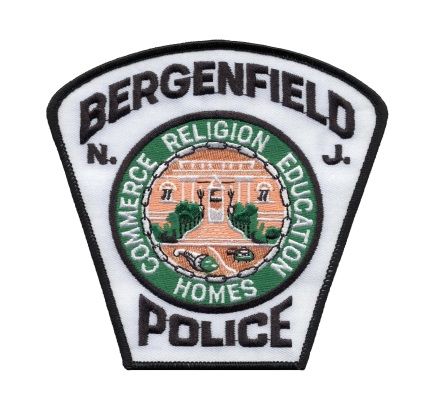 BERGENFIELD
N. J.
COMMERCE RELIGION EDUCATION
HOMES
POLICE